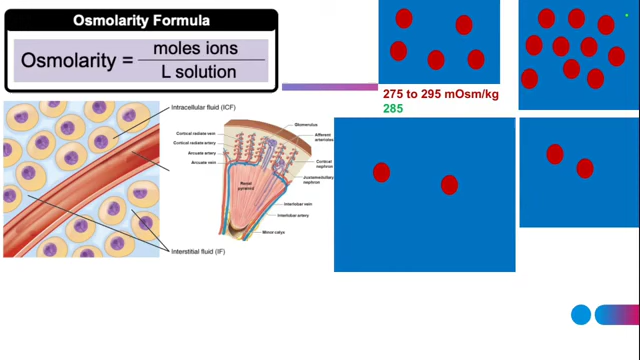 Osmolarity Formula
Osmolarity = moles ions
L solution
275 to 295 mOsm/kg
285
Intracellular fluid (ICF)
Interstitial fluid (IF)
Cortical radiate vein
Cortical radiate artery
Arcuate artery
Arcuate vein
Renal
pyramid
Glomerulus
Afferent
arterioles
Cortical
nephron
Juxtamedullary
nephron
Interlobar vein
Interlobar artery
Minor calyx